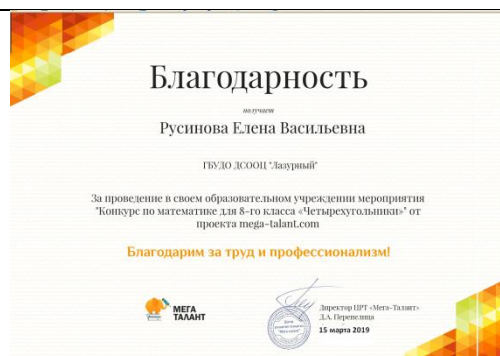 Благодарность
получает
Русинова Елена Васильевна
ГБУДО ДСООЦ "Лазурный"
За проведение в своем образовательном учреждении мероприятия
"Конкурс по математике для 8-го класса «Четырехугольники»" от
проекта mega-talant.com
Благодарим за труд и профессионализм!
МЕГА
ТАЛАНТ
Директор ЦРТ «Мега-Талант»
Д.А. Перепелица
15 марта 2019